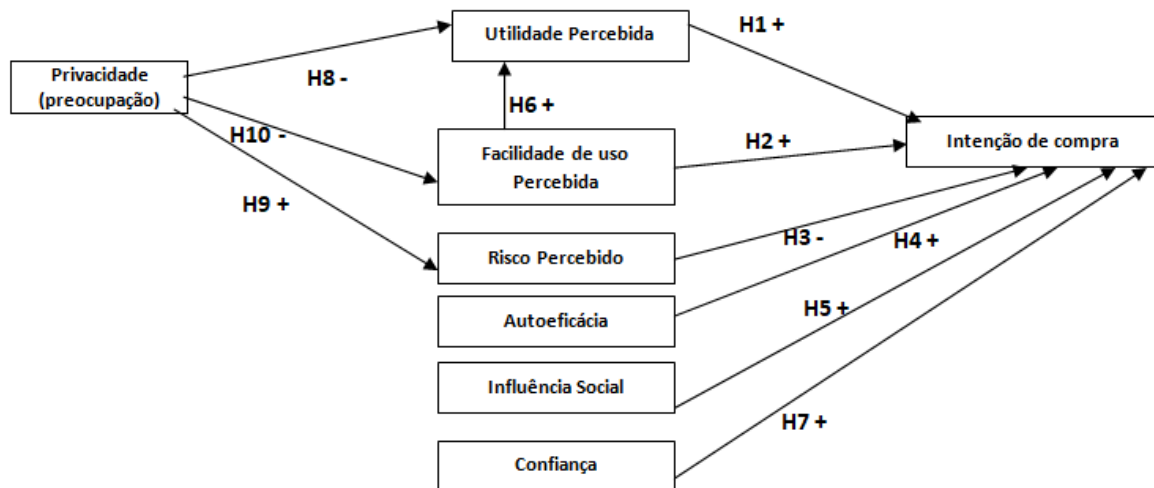 Utilidade Percebida
H1 +
Privacidade
(preocupação)
H8 -
H6 +
H10 -
Facilidade de uso
Percebida
H2 +
Intenção de compra
H9 +
Risco Percebido
H3 -
H4 +
Autoeficácia
H5 +
Influência Social
H7 +
Confiança